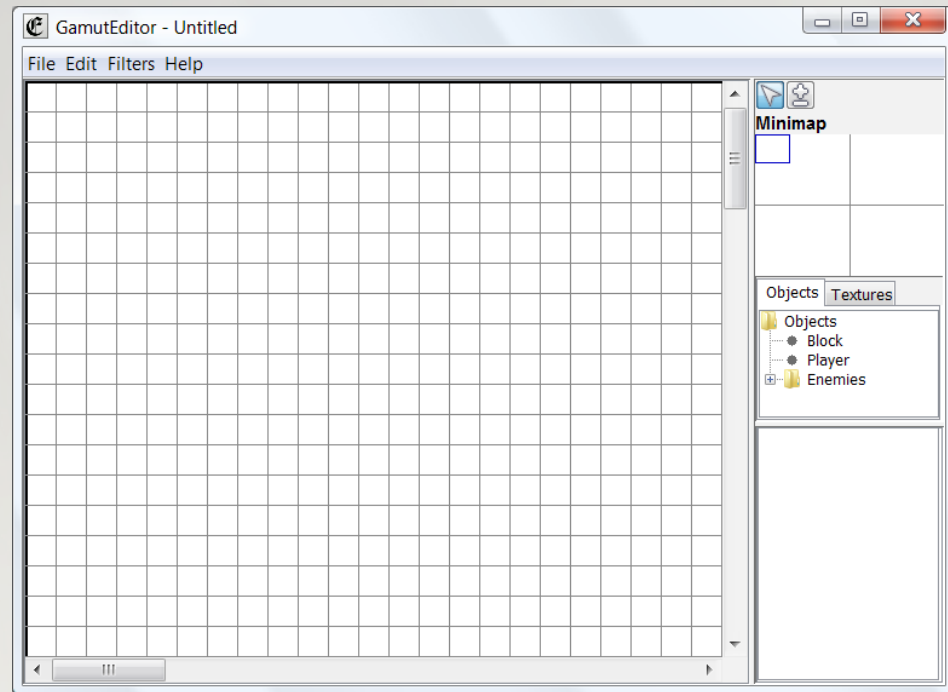 GamutEditor - Untitled
File Edit Filters Help
Minimap
Objects Textures
Objects
Block
Player
Enemies